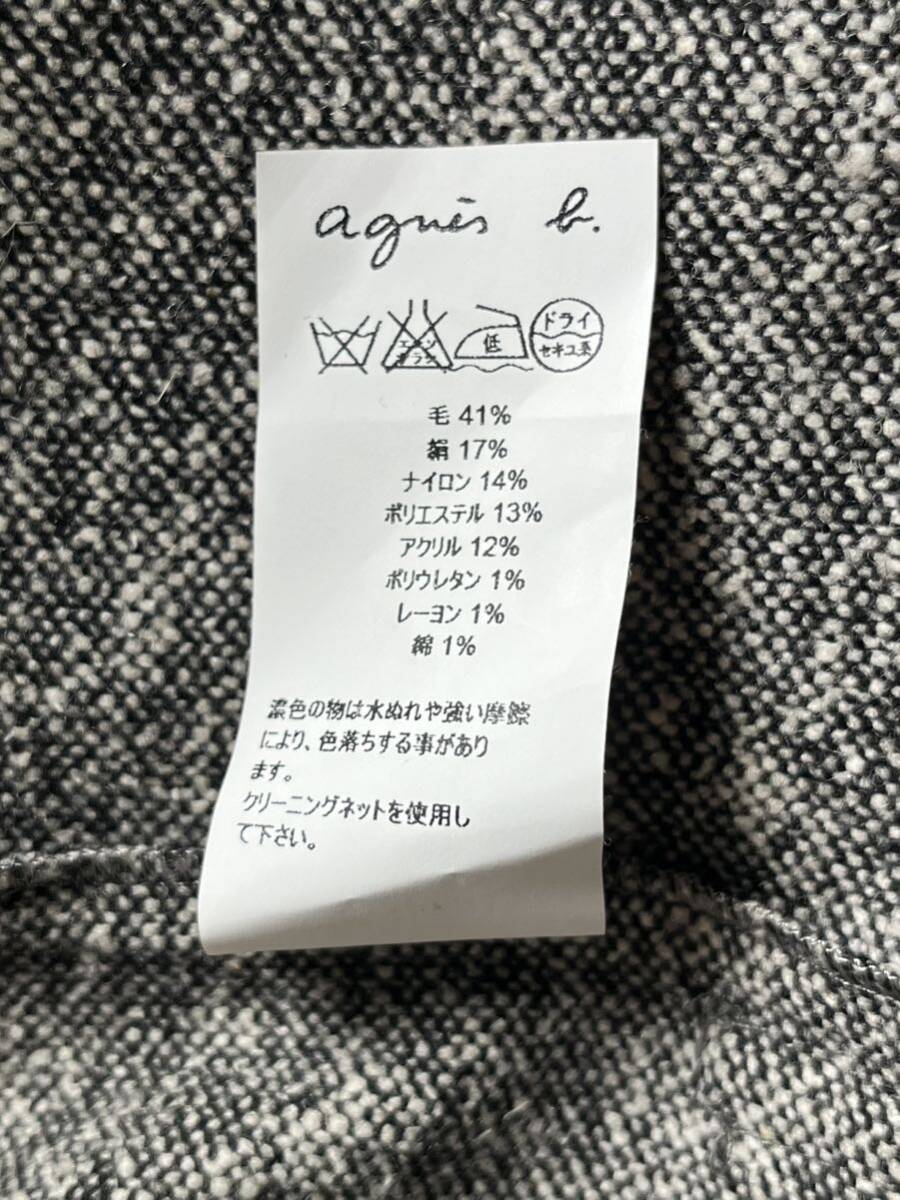 agnès b.
エンソ
サラシ
低
ドライ
セキユ系
毛 41%
絹 17%
ナイロン 14%
ポリエステル 13%
アクリル 12%
ポリウレタン 1%
レーヨン 1%
綿 1%
濃色の物は水ぬれや強い摩擦
により、色落ちする事があり
ます。
クリーニングネットを使用し
て下さい。